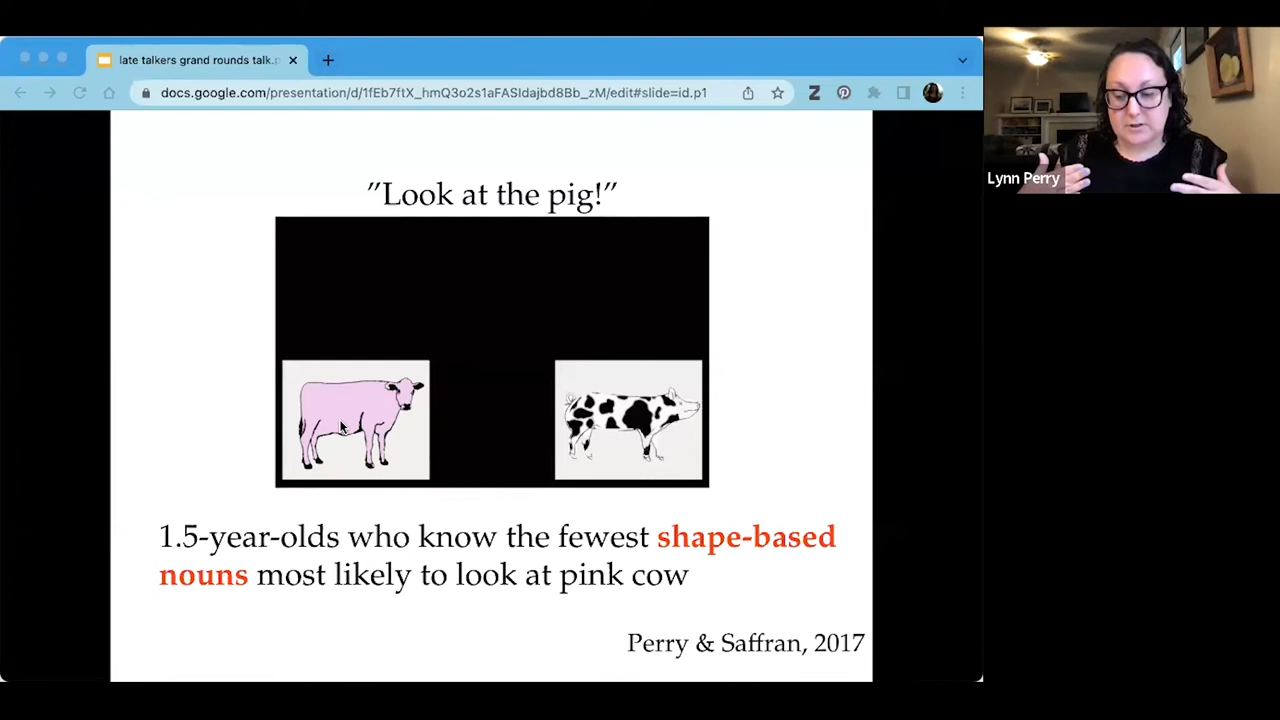 late talkers grand rounds talk.p
docs.google.com/presentation/d/1fEb7ftX_hmQ3o2s1aFASIdajbd8Bb_zM/edit#slide=id.p1
Lynn Perry
”Look at the pig!”
1.5-year-olds who know the fewest shape-based
nouns most likely to look at pink cow
Perry & Saffran, 2017